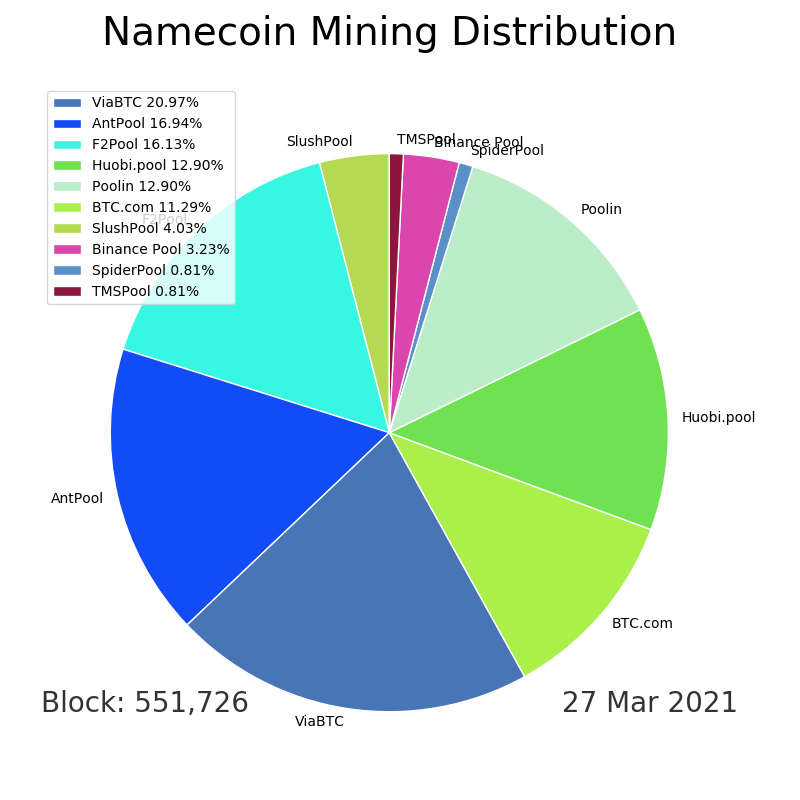 Namecoin Mining Distribution
ViaBTC 20.97%
AntPool 16.94%
F2Pool 16.13%
Huobi.pool 12.90%
Poolin 12.90%
BTC.com 11.29%
SlushPool 4.03%
Binance Pool 3.23%
SpiderPool 0.81%
TMSPool 0.81%
SlushPool
TMSPool
Binance Pool
SpiderPool
Poolin
F2Pool
Huobi.pool
AntPool
BTC.com
ViaBTC
Block: 551,726
27 Mar 2021